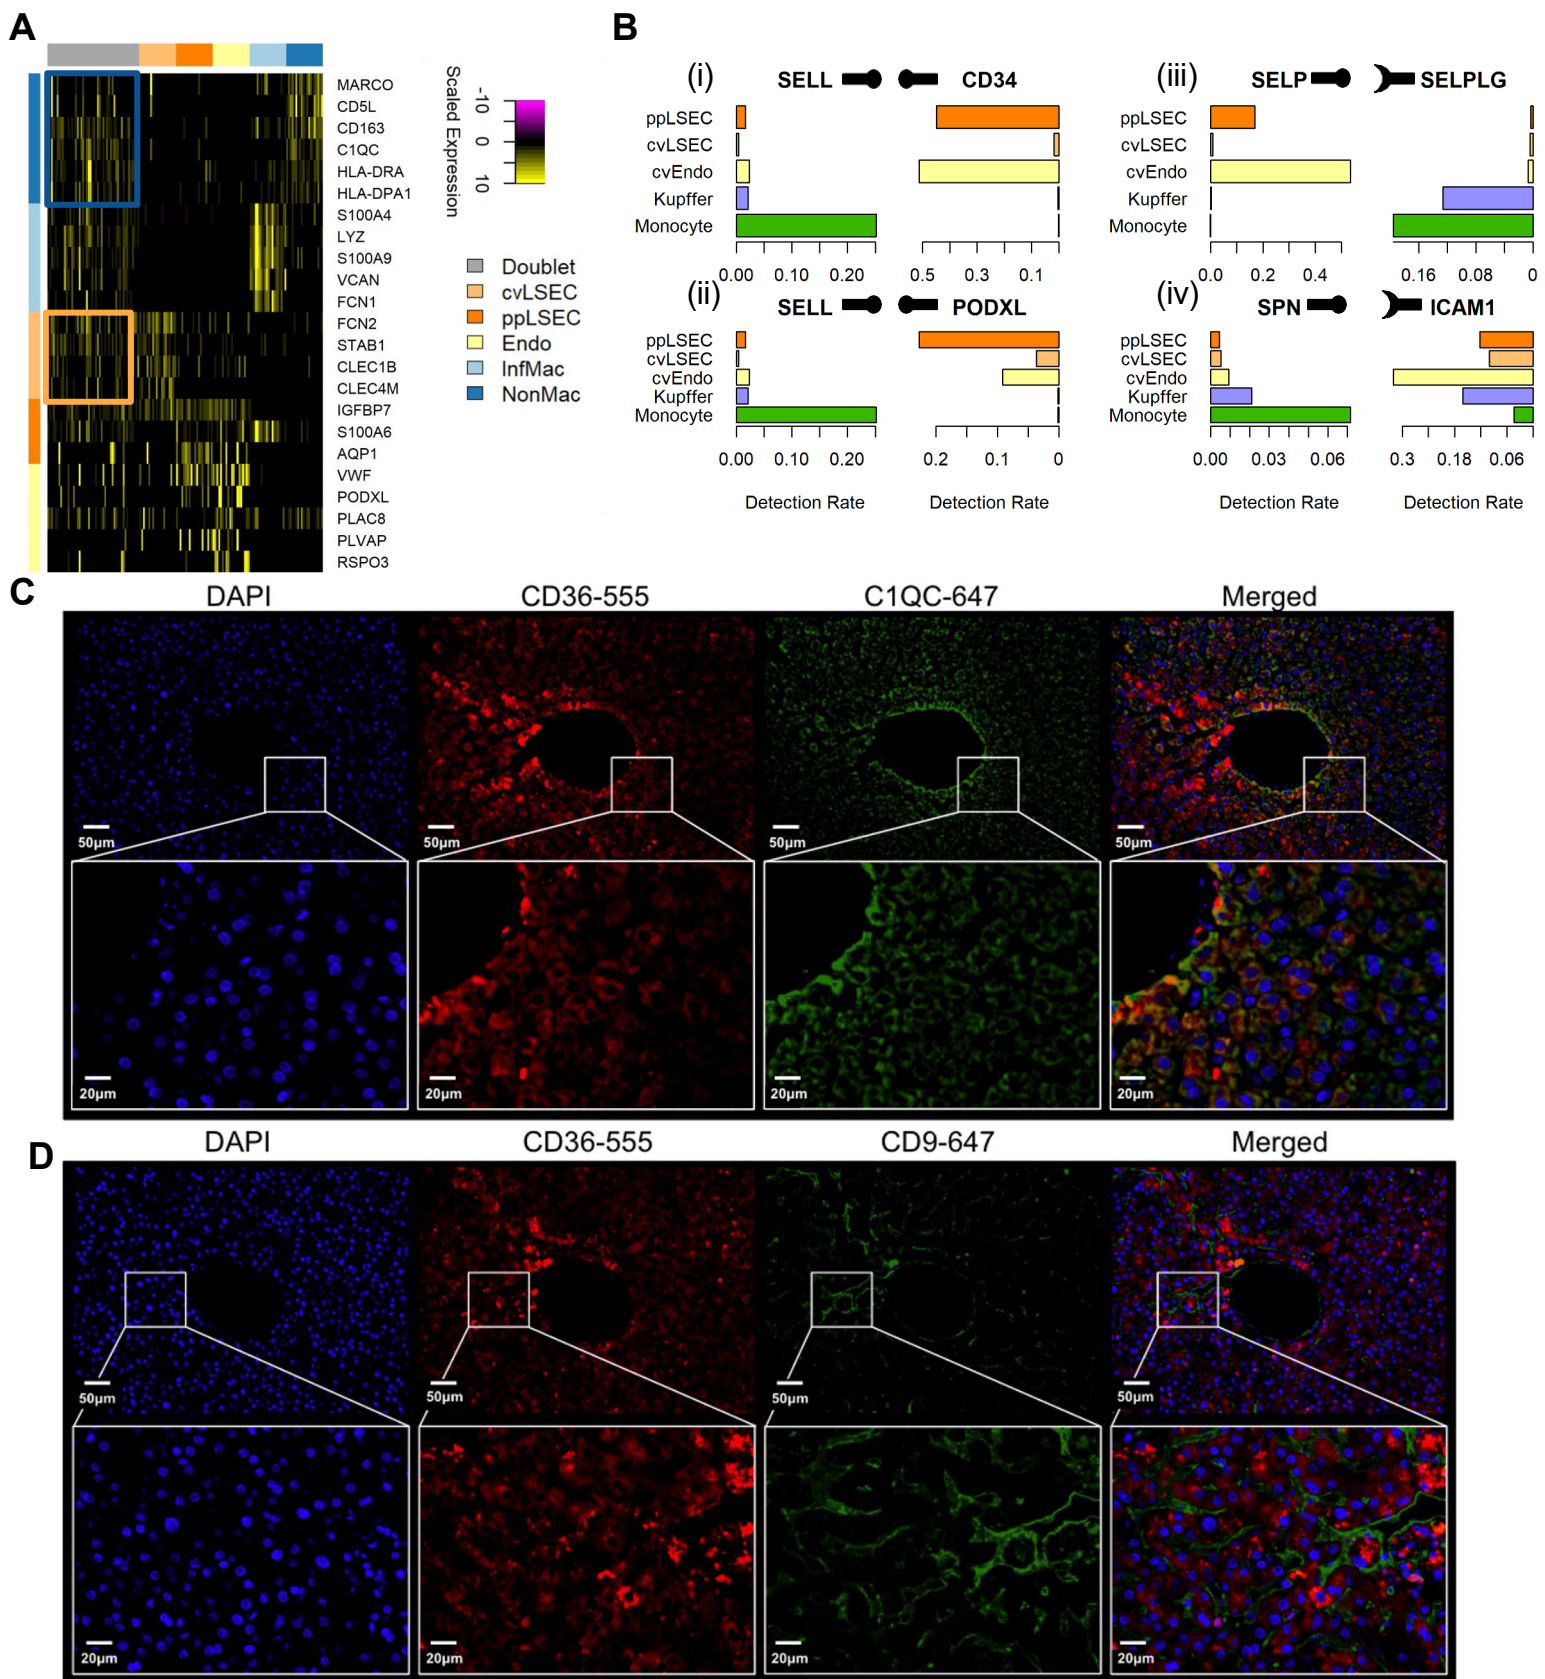 A
MARCO
CD5L
CD163
C1QC
HLA-DRA
HLA-DPA1
S100A4
LYZ
S100A9
VCAN
FCN1
FCN2
STAB1
CLEC1B
CLEC4M
IGFBP7
S100A6
AQP1
VWF
PODXL
PLAC8
PLVAP
RSPO3
Scaled Expression
-10
0
10
Doublet
cvLSEC
ppLSEC
Endo
InfMac
NonMac
B
(i)
SELL CD34
ppLSEC
cvLSEC
cvEndo
Kupffer
Monocyte
0.00 0.10 0.20 0.5 0.3 0.1
(ii)
SELL PODXL
ppLSEC
cvLSEC
cvEndo
Kupffer
Monocyte
0.00 0.10 0.20 0.2 0.1 0
Detection Rate Detection Rate
(iii)
SELP SELPLG
ppLSEC
cvLSEC
cvEndo
Kupffer
Monocyte
0.0 0.2 0.4 0.16 0.08 0
(iv)
SPN ICAM1
ppLSEC
cvLSEC
cvEndo
Kupffer
Monocyte
0.00 0.03 0.06 0.3 0.18 0.06
Detection Rate Detection Rate
C
DAPI CD36-555 C1QC-647 Merged
50μm 50μm 50μm 50μm
20μm 20μm 20μm 20μm
D
DAPI CD36-555 CD9-647 Merged
50μm 50μm 50μm 50μm
20μm 20μm 20μm 20μm